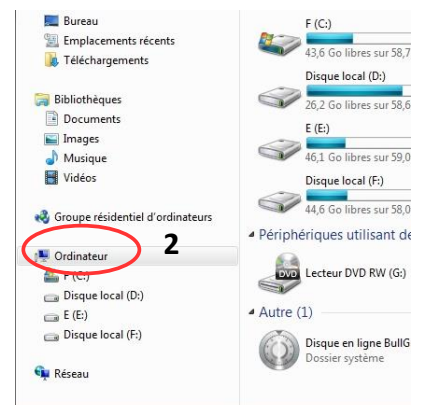 Bureau
Emplacements récents
Téléchargements
Bibliothèques
Documents
Images
Musique
Vidéos
Groupe résidentiel d'ordinateurs
Ordinateur
2
F (C:)
Disque local (D:)
E (E:)
Disque local (F:)
Réseau
F (C:)
43,6 Go libres sur 58,7
Disque local (D:)
26,2 Go libres sur 58,6
E (E:)
46,1 Go libres sur 59,0
Disque local (F:)
44,6 Go libres sur 58,0
Périphériques utilisant de
DVD
Lecteur DVD RW (G:)
Autre (1)
Disque en ligne BullG
Dossier système